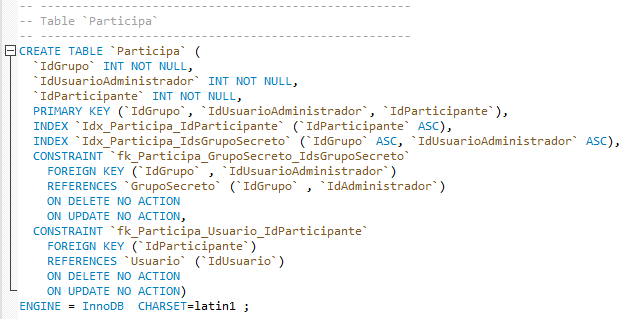 -- -----------------------------------------------------
-- Table `Participa`
-- -----------------------------------------------------
CREATE TABLE `Participa` (
  `IdGrupo` INT NOT NULL,
  `IdUsuarioAdministrador` INT NOT NULL,
  `IdParticipante` INT NOT NULL,
  PRIMARY KEY (`IdGrupo`, `IdUsuarioAdministrador`, `IdParticipante`),
  INDEX `Idx_Participa_IdParticipante` (`IdParticipante` ASC),
  INDEX `Idx_Participa_IdsGrupoSecreto` (`IdGrupo` ASC, `IdUsuarioAdministrador` ASC),
  CONSTRAINT `fk_Participa_GrupoSecreto_IdsGrupoSecreto`
    FOREIGN KEY (`IdGrupo` , `IdUsuarioAdministrador`)
    REFERENCES `GrupoSecreto` (`IdGrupo` , `IdAdministrador`)
    ON DELETE NO ACTION
    ON UPDATE NO ACTION,
  CONSTRAINT `fk_Participa_Usuario_IdParticipante`
    FOREIGN KEY (`IdParticipante`)
    REFERENCES `Usuario` (`IdUsuario`)
    ON DELETE NO ACTION
    ON UPDATE NO ACTION)
ENGINE = InnoDB  CHARSET=latin1 ;